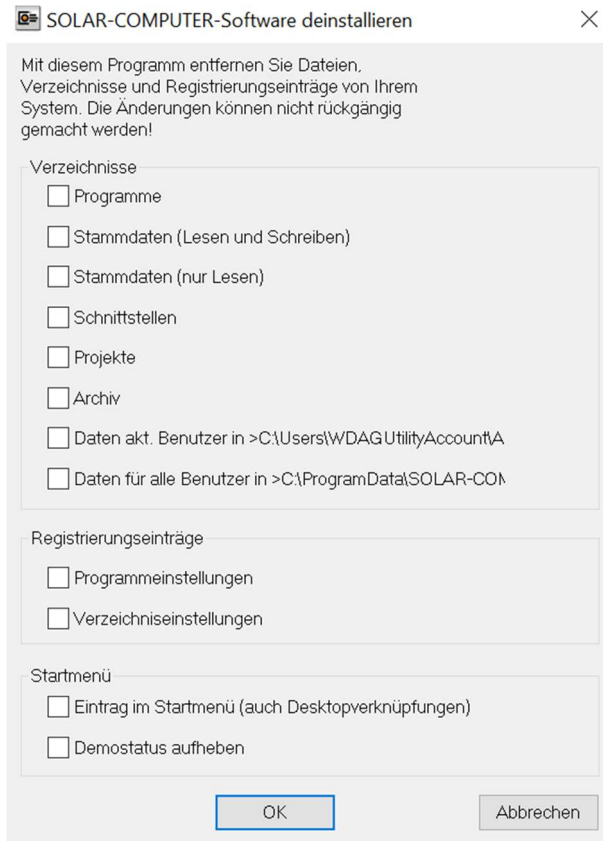 SOLAR-COMPUTER-Software deinstallieren
Mit diesem Programm entfernen Sie Dateien,
Verzeichnisse und Registrierungseinträge von Ihrem
System. Die Änderungen können nicht rückgängig
gemacht werden!
Verzeichnisse
Programme
Stammdaten (Lesen und Schreiben)
Stammdaten (nur Lesen)
Schnittstellen
Projekte
Archiv
Daten akt. Benutzer in >C:\Users\WDAGUtilityAccount\A
Daten für alle Benutzer in >C:\ProgramData\SOLAR-COM
Registrierungseinträge
Programmeinstellungen
Verzeichniseinstellungen
Startmenü
Eintrag im Startmenü (auch Desktopverknüpfungen)
Demostatus aufheben
OK
Abbrechen